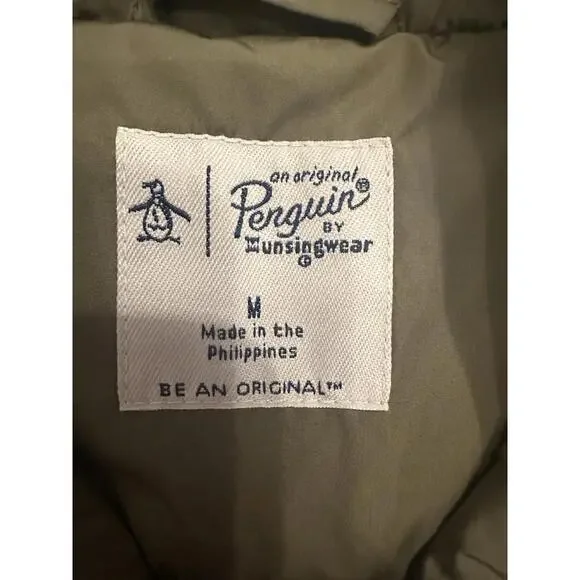 an original
Penguin®
BY
Munsingwear
®
M
Made in the
Philippines
BE AN ORIGINAL™